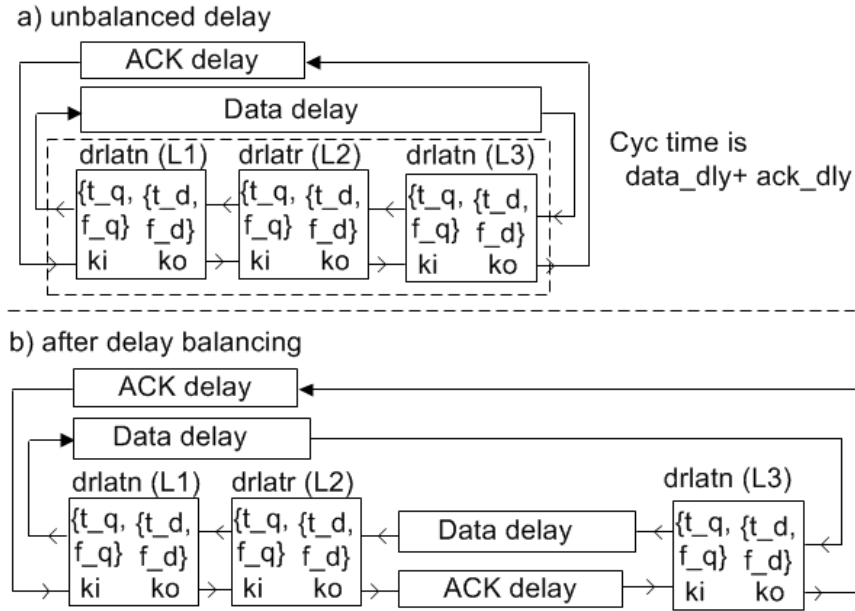 a) unbalanced delay
ACK delay
Data delay
drlatn (L1) drlatr (L2) drlatn (L3)
{t_q, {t_d, {t_q, {t_d, {t_q, {t_d,
f_q} f_d} f_q} f_d} f_q} f_d}
ki ko ki ko ki ko
Cyc time is
data_dly+ ack_dly
b) after delay balancing
ACK delay
Data delay
drlatn (L1) drlatr (L2) drlatn (L3)
{t_q, {t_d, {t_q, {t_d, Data delay {t_q, {t_d,
f_q} f_d} f_q} f_d} f_q} f_d}
ki ko ki ko ACK delay ki ko